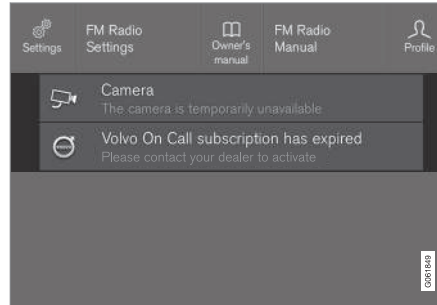 Settings
FM Radio
Settings
Owner's
manual
FM Radio
Manual
Profile
Camera
The camera is temporarily unavailable
Volvo On Call subscription has expired
Please contact your dealer to activate
G061849